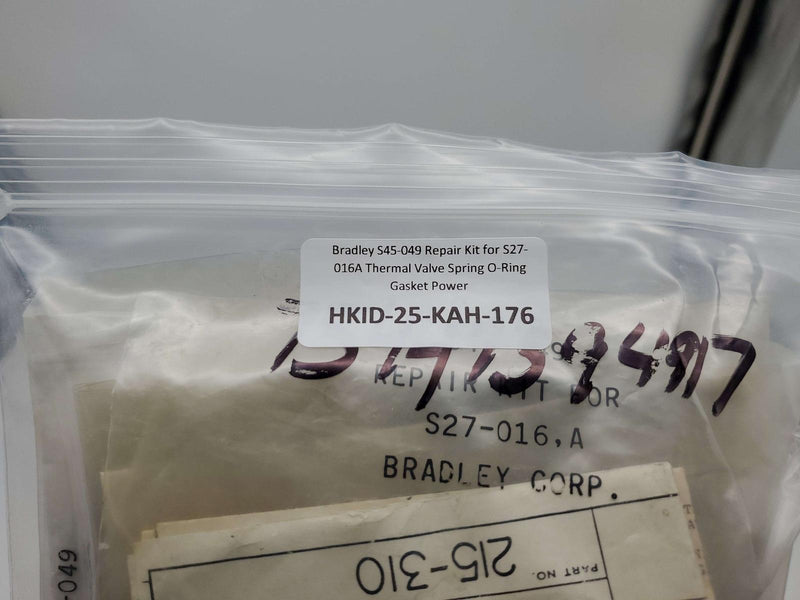 Bradley S45-049 Repair Kit for S27-
016A Thermal Valve Spring O-Ring
Gasket Power
HKID-25-KAH-176
REPAIR KIT FOR
S27-016,A
BRADLEY CORP.
215-310
PART NO.
-049